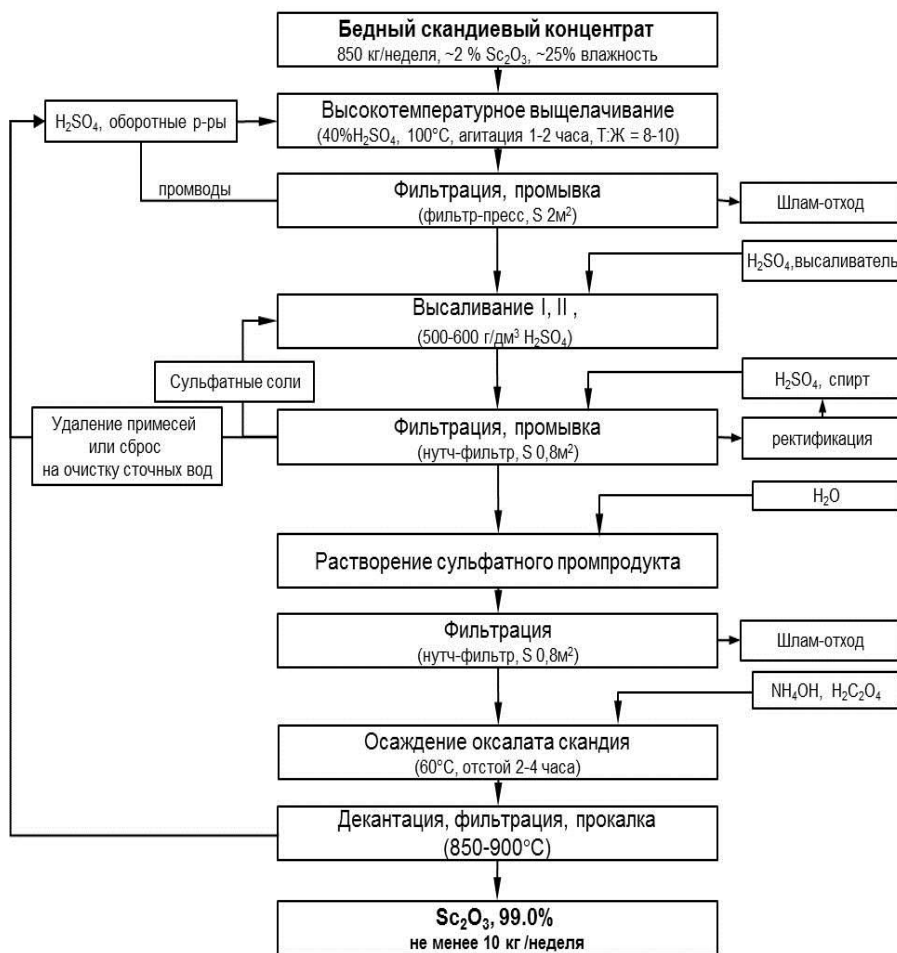 Бедный скандиевый концентрат
850 кг/неделя, ~2 % Sc₂O₃, ~25% влажность
H₂SO₄, оборотные р-ры
Высокотемпературное выщелачивание
(40%H₂SO₄, 100°C, агитация 1-2 часа, Т:Ж = 8-10)
промводы
Фильтрация, промывка
(фильтр-пресс, S 2м²)
Шлам-отход
H₂SO₄,высаливатель
Высаливание I, II ,
(500-600 г/дм³ H₂SO₄)
Сульфатные соли
H₂SO₄, спирт
Удаление примесей
или сброс
на очистку сточных вод
Фильтрация, промывка
(нутч-фильтр, S 0,8м²)
ректификация
H₂O
Растворение сульфатного промпродукта
Фильтрация
(нутч-фильтр, S 0,8м²)
Шлам-отход
NH₄OH, H₂C₂O₄
Осаждение оксалата скандия
(60°C, отстой 2-4 часа)
Декантация, фильтрация, прокалка
(850-900°C)
Sc₂O₃, 99.0%
не менее 10 кг /неделя